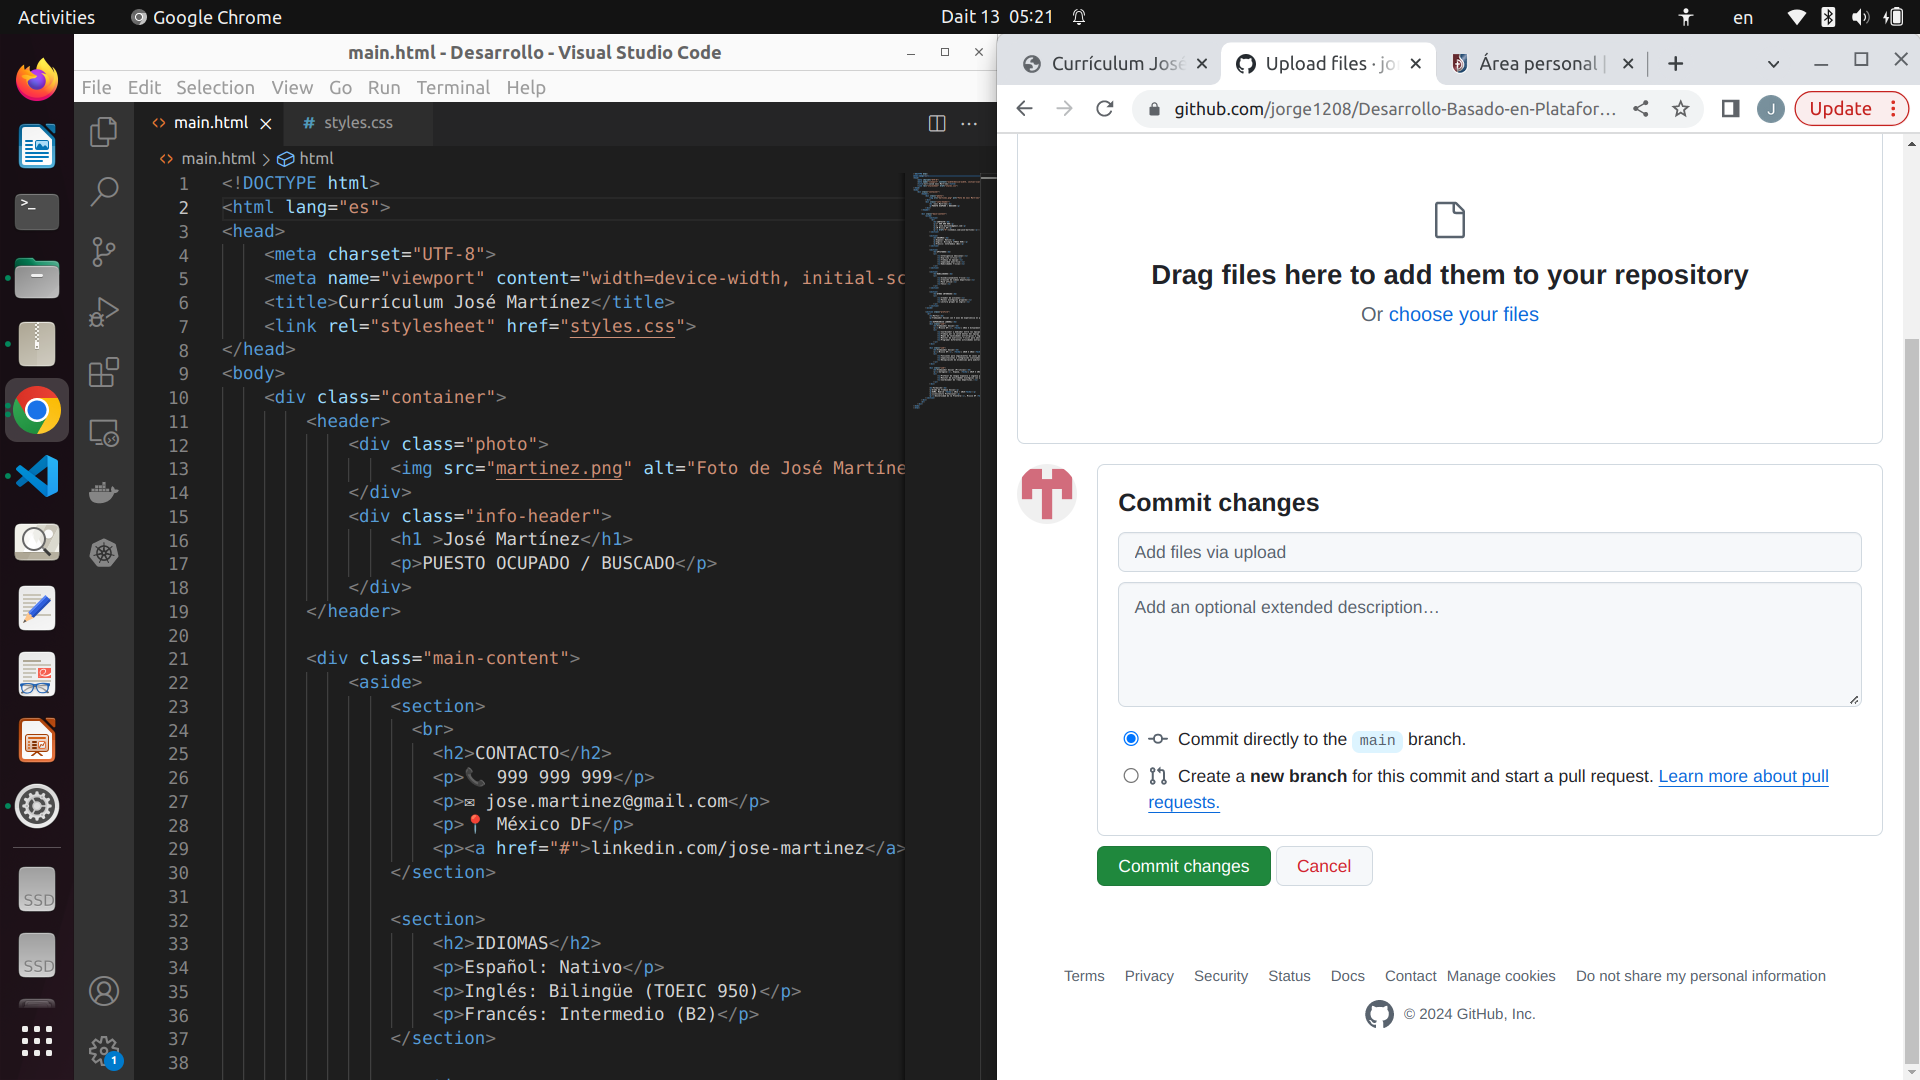 Activities
Google Chrome
Dait 13 05:21
en
main.html - Desarrollo - Visual Studio Code
File Edit Selection View Go Run Terminal Help
main.html
# styles.css
main.html > html
1 <!DOCTYPE html>
2 <html lang="es">
3 <head>
4 <meta charset="UTF-8">
5 <meta name="viewport" content="width=device-width, initial-sc
6 <title>Currículum José Martínez</title>
7 <link rel="stylesheet" href="styles.css">
8 </head>
9 <body>
10 <div class="container">
11 <header>
12 <div class="photo">
13 <img src="martinez.png" alt="Foto de José Martíne
14 </div>
15 <div class="info-header">
16 <h1 >José Martínez</h1>
17 <p>PUESTO OCUPADO / BUSCADO</p>
18 </div>
19 </header>
20
21 <div class="main-content">
22 <aside>
23 <section>
24 <br>
25 <h2>CONTACTO</h2>
26 <p>📞 999 999 999</p>
27 <p>✉ jose.martinez@gmail.com</p>
28 <p>📍 México DF</p>
29 <p><a href="#">linkedin.com/jose-martinez</a>
30 </section>
31
32 <section>
33 <h2>IDIOMAS</h2>
34 <p>Español: Nativo</p>
35 <p>Inglés: Bilingüe (TOEIC 950)</p>
36 <p>Francés: Intermedio (B2)</p>
37 </section>
38
1
SSD
SSD
Currículum José
Upload files · jo
Área personal |
github.com/jorge1208/Desarrollo-Basado-en-Platafor...
J
Update
Drag files here to add them to your repository
Or choose your files
Commit changes
Add files via upload
Add an optional extended description…
Commit directly to the main branch.
Create a new branch for this commit and start a pull request. Learn more about pull
requests.
Commit changes
Cancel
Terms Privacy Security Status Docs Contact Manage cookies Do not share my personal information
© 2024 GitHub, Inc.